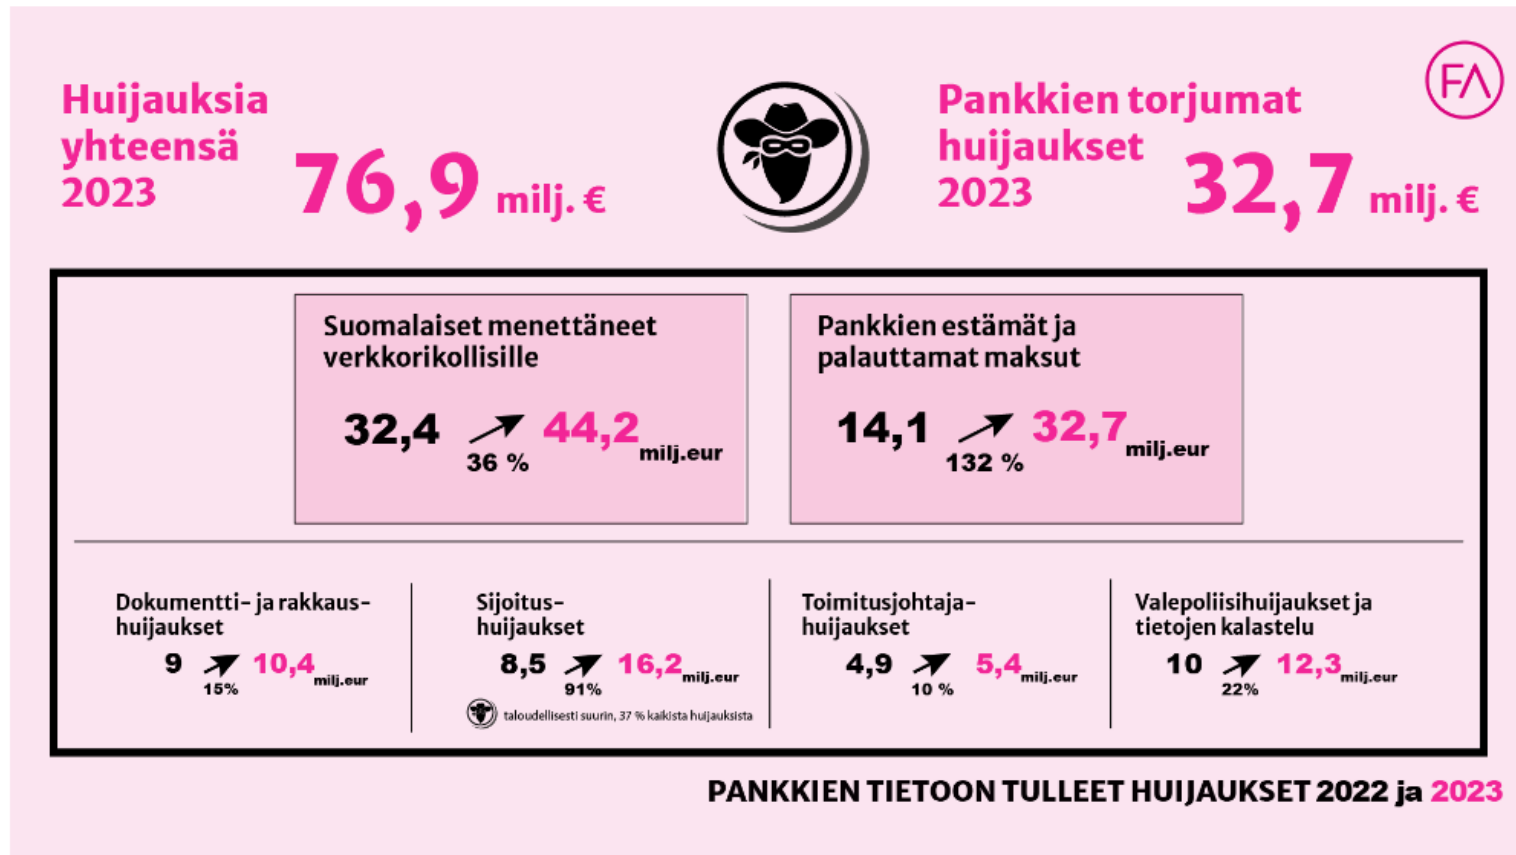 Huijauksia
yhteensä
2023
76,9 milj. €
Pankkien torjumat
huijaukset
2023
32,7 milj. €
FA
Suomalaiset menettäneet
verkkorikollisille
32,4 44,2 milj.eur
36 %
Pankkien estämät ja
palauttamat maksut
14,1 32,7 milj.eur
132 %
Dokumentti- ja rakkaus-
huijaukset
9 10,4 milj.eur
15%
Sijoitus-
huijaukset
8,5 16,2 milj.eur
91%
taloudellisesti suurin, 37 % kaikista huijauksista
Toimitusjohtaja-
huijaukset
4,9 5,4 milj.eur
10 %
Valepoliisihuijaukset ja
tietojen kalastelu
10 12,3 milj.eur
22%
PANKKIEN TIETOON TULLEET HUIJAUKSET 2022 ja 2023